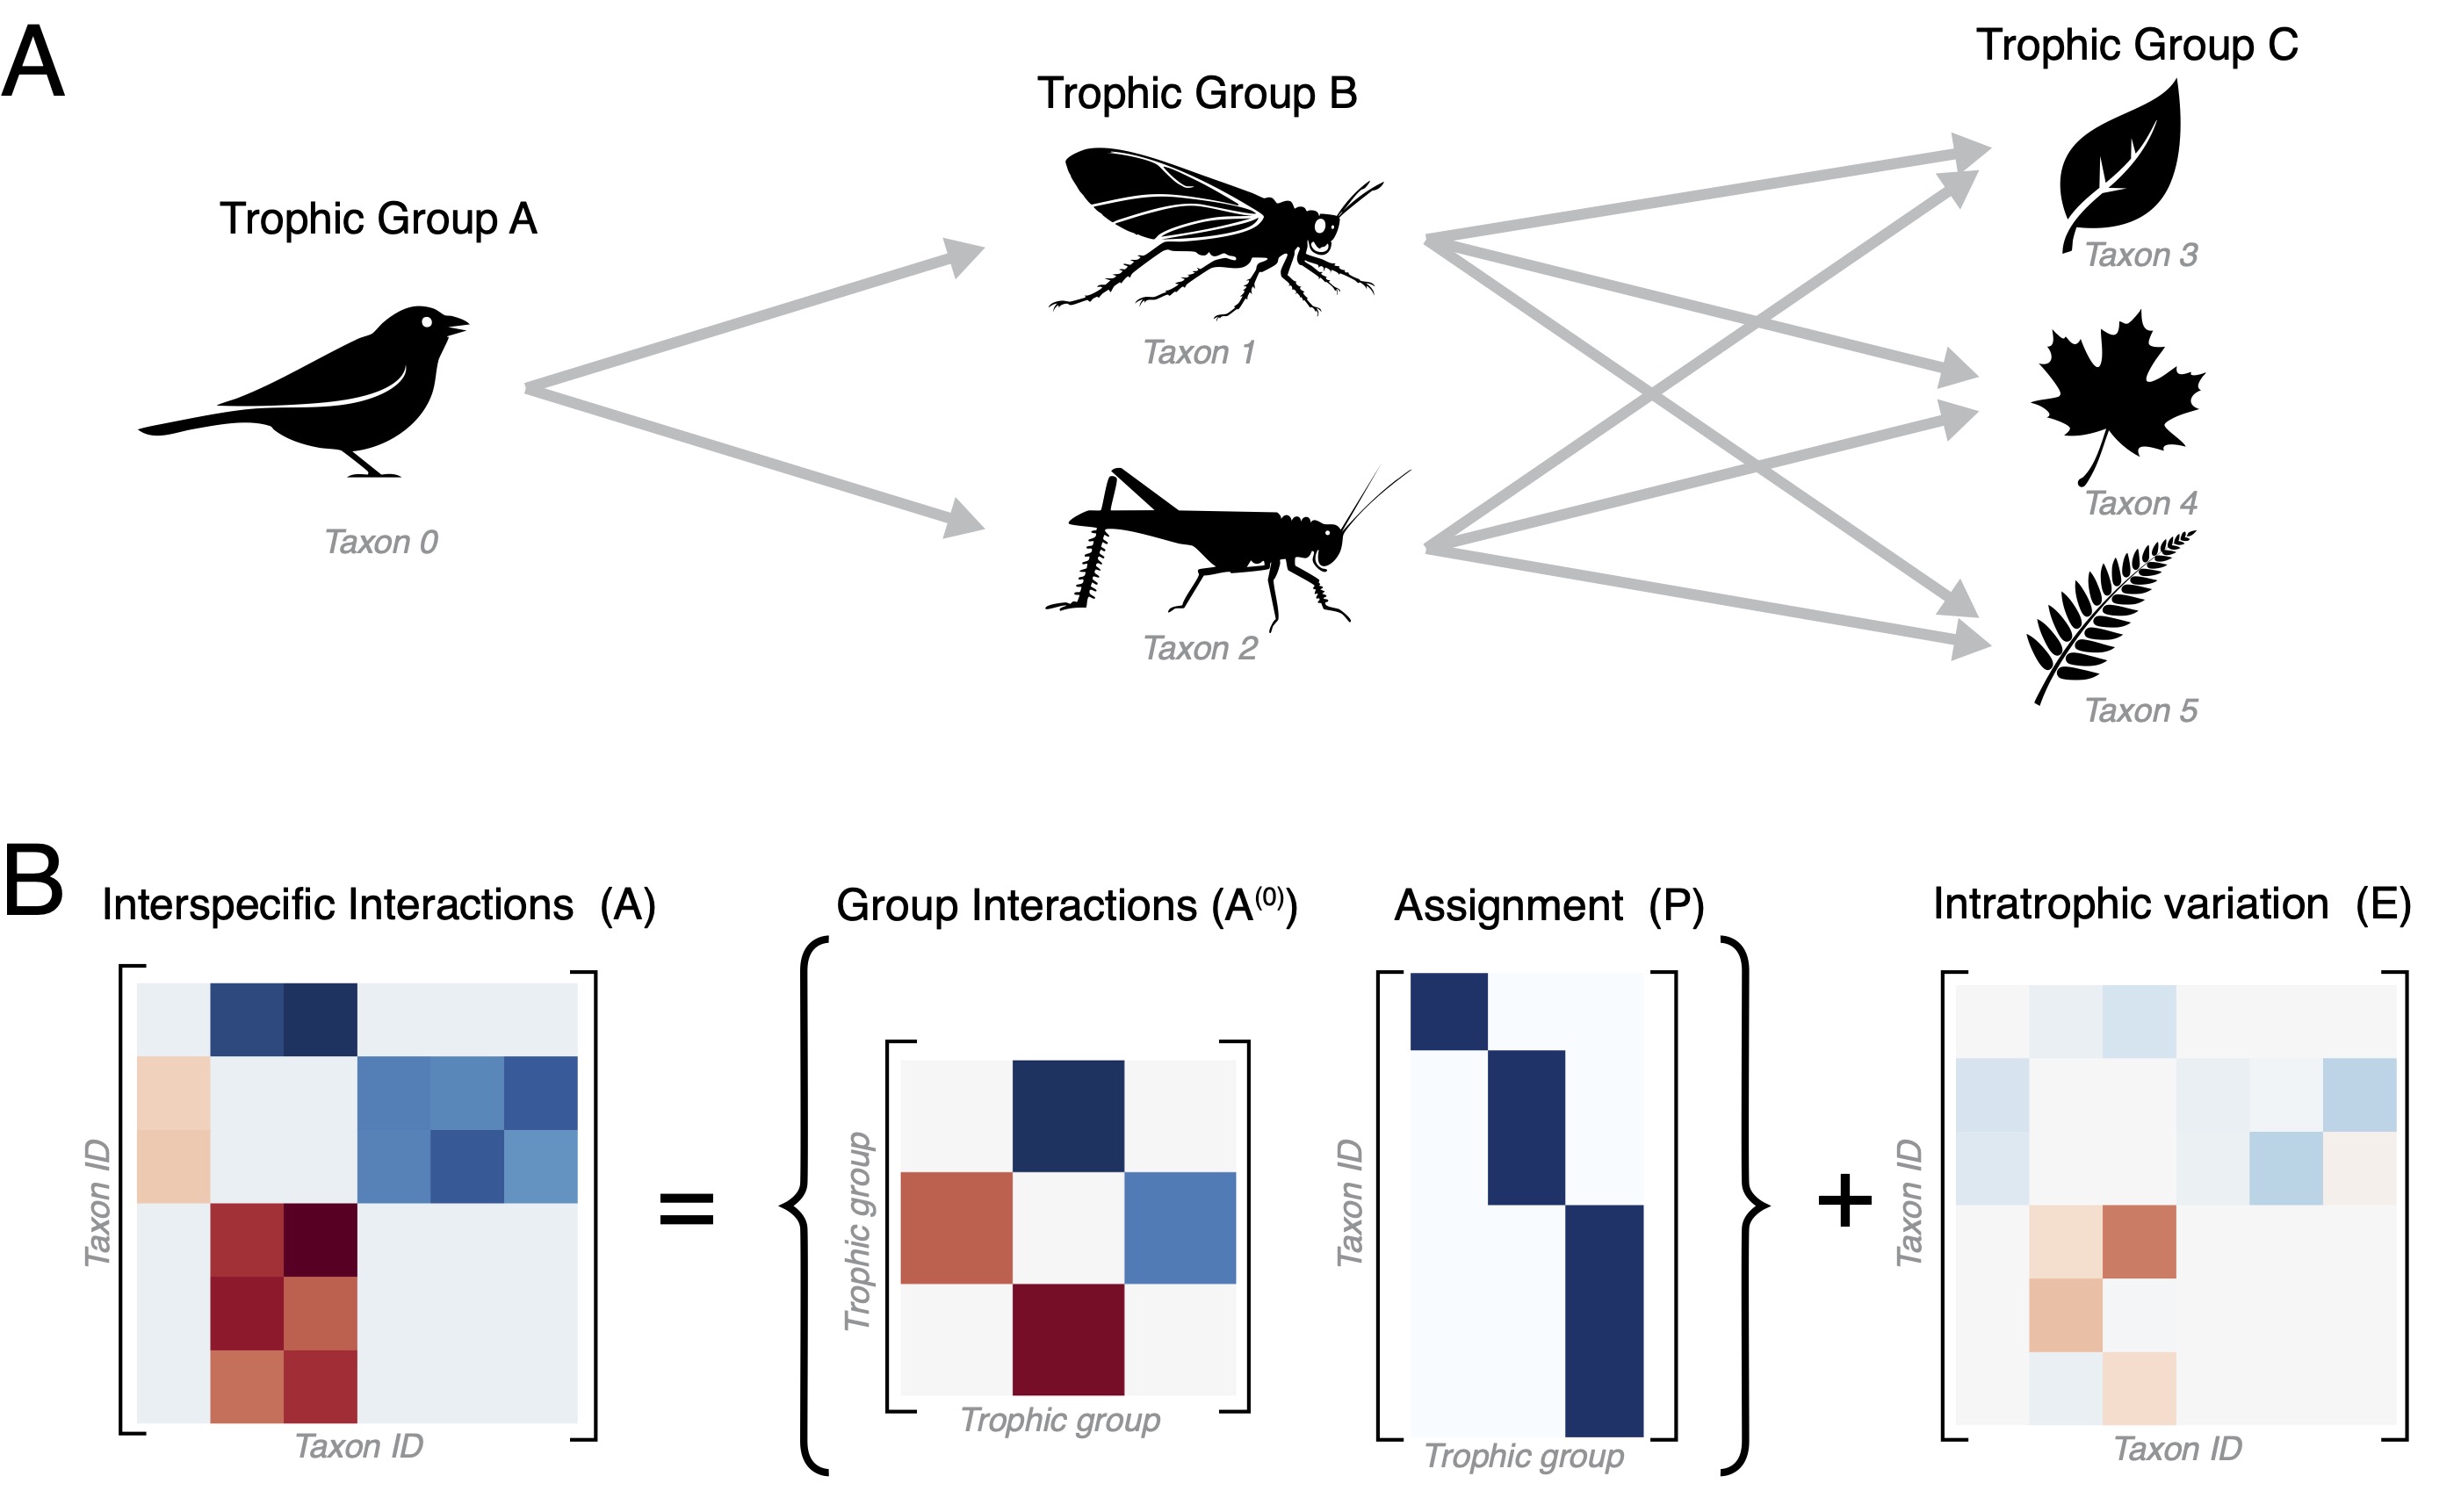 A
Trophic Group A
Trophic Group B
Trophic Group C
Taxon 0
Taxon 1
Taxon 2
Taxon 3
Taxon 4
Taxon 5
B
Interspecific Interactions (A)
Group Interactions (A⁽⁰⁾)
Assignment (P)
Intratrophic variation (E)
Taxon ID
Taxon ID
=
Trophic group
Trophic group
Taxon ID
Trophic group
+
Taxon ID
Taxon ID